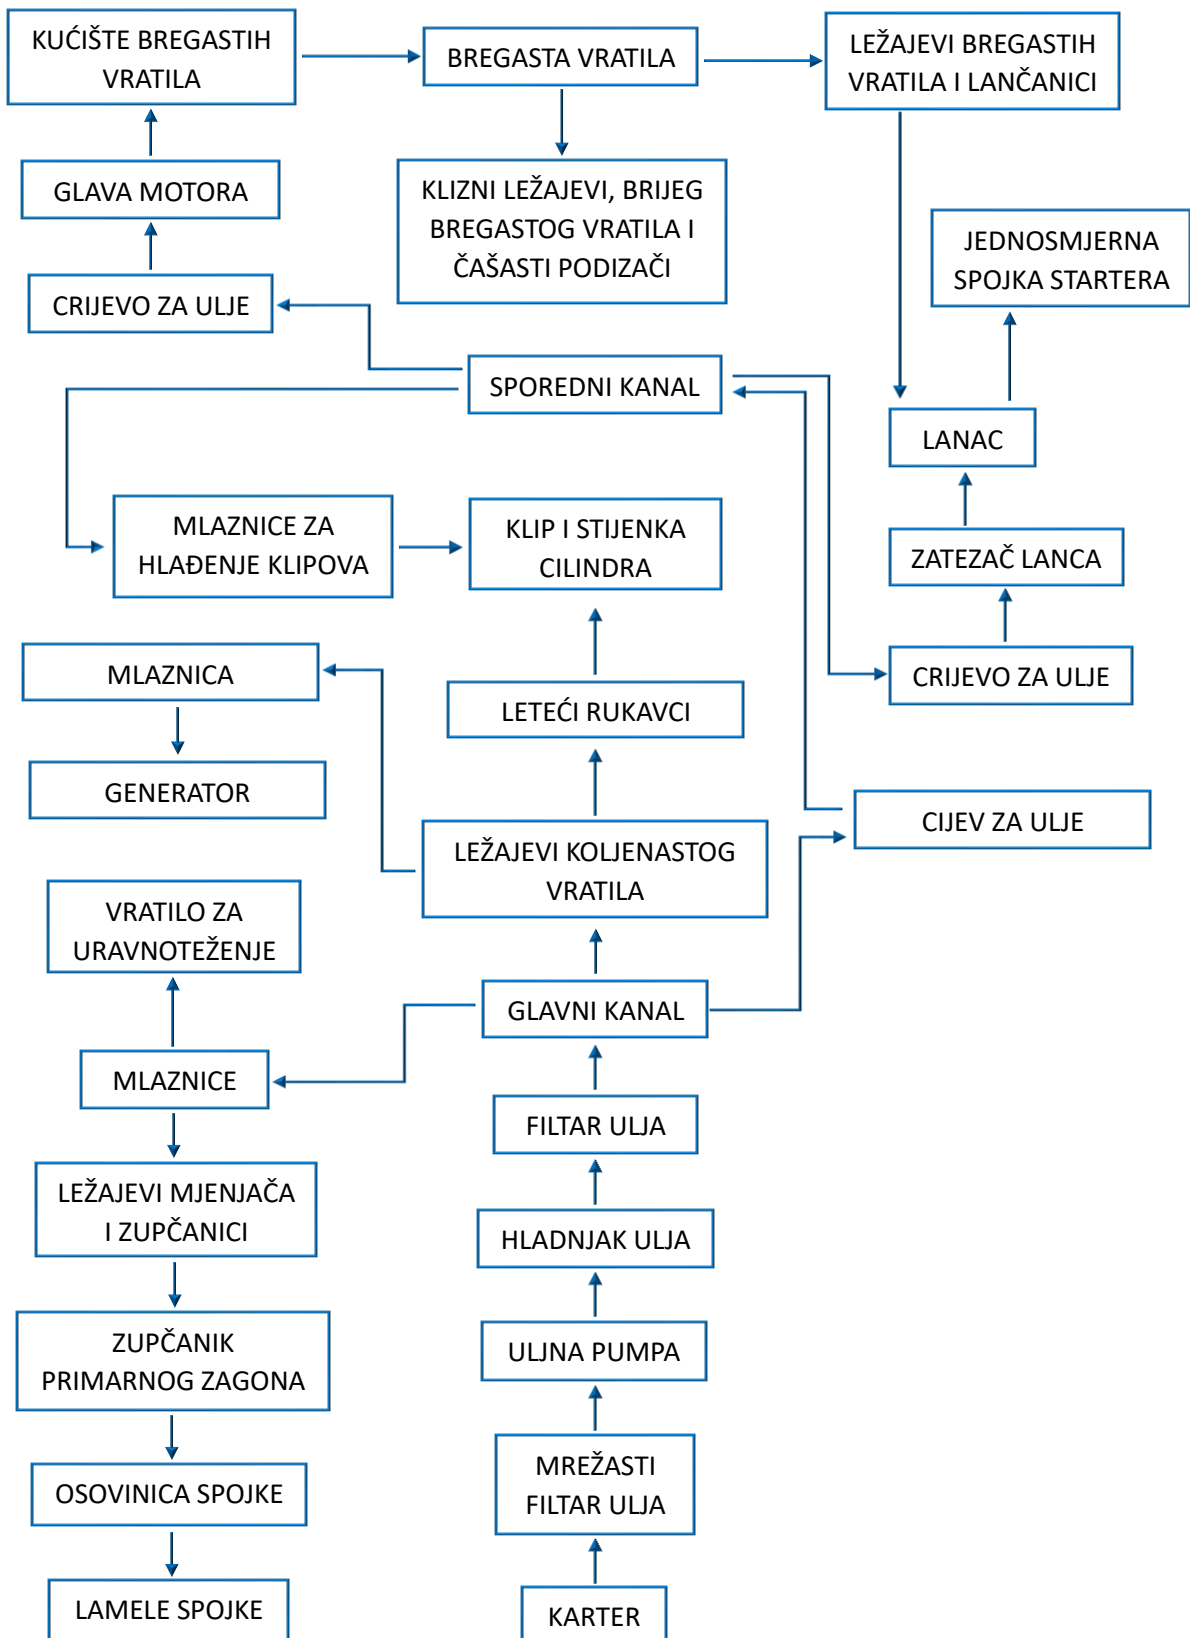 KUĆIŠTE BREGASTIH
VRATILA
BREGASTA VRATILA
LEŽAJEVI BREGASTIH
VRATILA I LANČANICI
GLAVA MOTORA
KLIZNI LEŽAJEVI, BRIJEG
BREGASTOG VRATILA I
ČAŠASTI PODIZAČI
JEDNOSMJERNA
SPOJKA STARTERA
CRIJEVO ZA ULJE
SPOREDNI KANAL
LANAC
MLAZNICE ZA
HLAĐENJE KLIPOVA
KLIP I STIJENKA
CILINDRA
ZATEZAČ LANCA
MLAZNICA
CRIJEVO ZA ULJE
LETEĆI RUKAVCI
GENERATOR
CIJEV ZA ULJE
LEŽAJEVI KOLJENASTOG
VRATILA
VRATILO ZA
URAVNOTEŽENJE
GLAVNI KANAL
MLAZNICE
FILTAR ULJA
LEŽAJEVI MJENJAČA
I ZUPČANICI
HLADNJAK ULJA
ZUPČANIK
PRIMARNOG ZAGONA
ULJNA PUMPA
OSOVINICA SPOJKE
MREŽASTI
FILTAR ULJA
LAMELE SPOJKE
KARTER